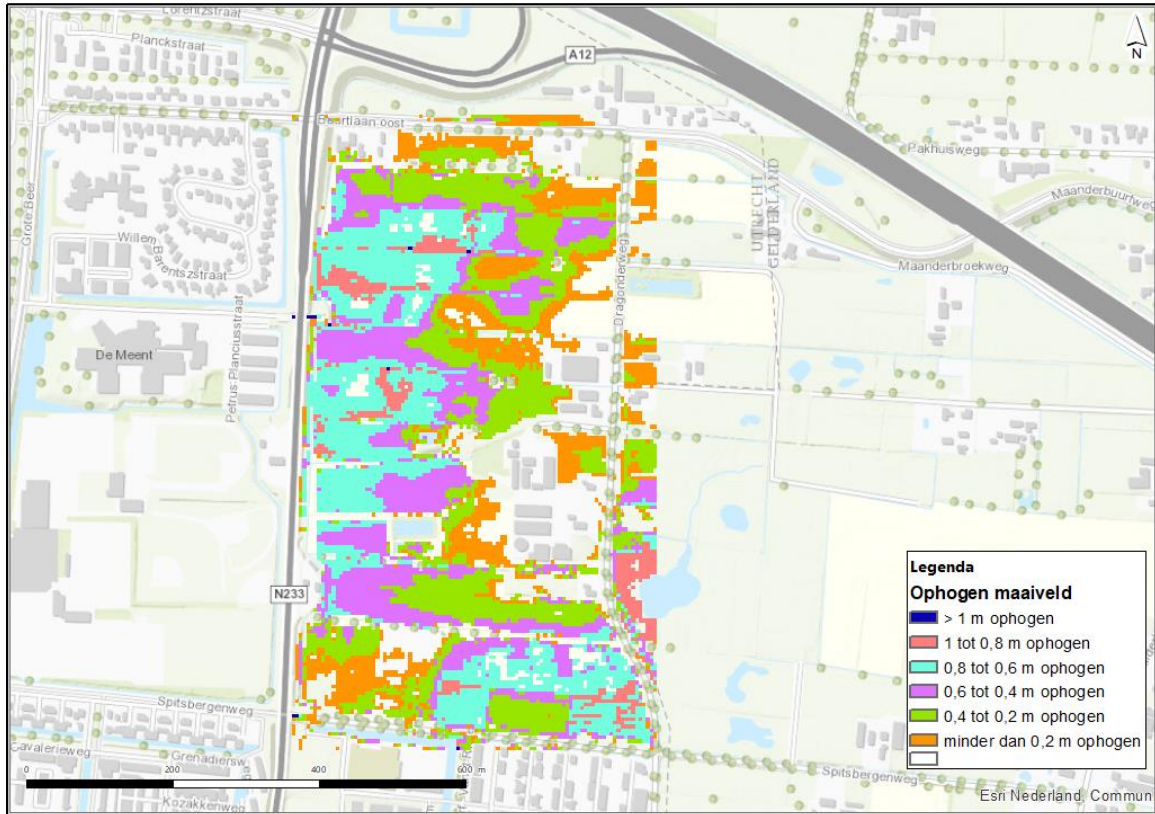 Lorentzstraat
Planckstraat
A12
N
Buurtlaan oost
Pakhuisweg
Grote Beer
UTRECHT
GELDERLAND
Maanderbuurtweg
Willem
Barentszstraat
Maanderbroekweg
Dragonderweg
De Meent
Petrus Planciusstraat
N233
Legenda
Ophogen maaiveld
> 1 m ophogen
1 tot 0,8 m ophogen
0,8 tot 0,6 m ophogen
0,6 tot 0,4 m ophogen
0,4 tot 0,2 m ophogen
minder dan 0,2 m ophogen
Spitsbergenweg
Cavalerieweg
Grenadiersweg
Spitsbergenweg
0 200 400 600 m
Kozakkenweg
Esri Nederland, Commun